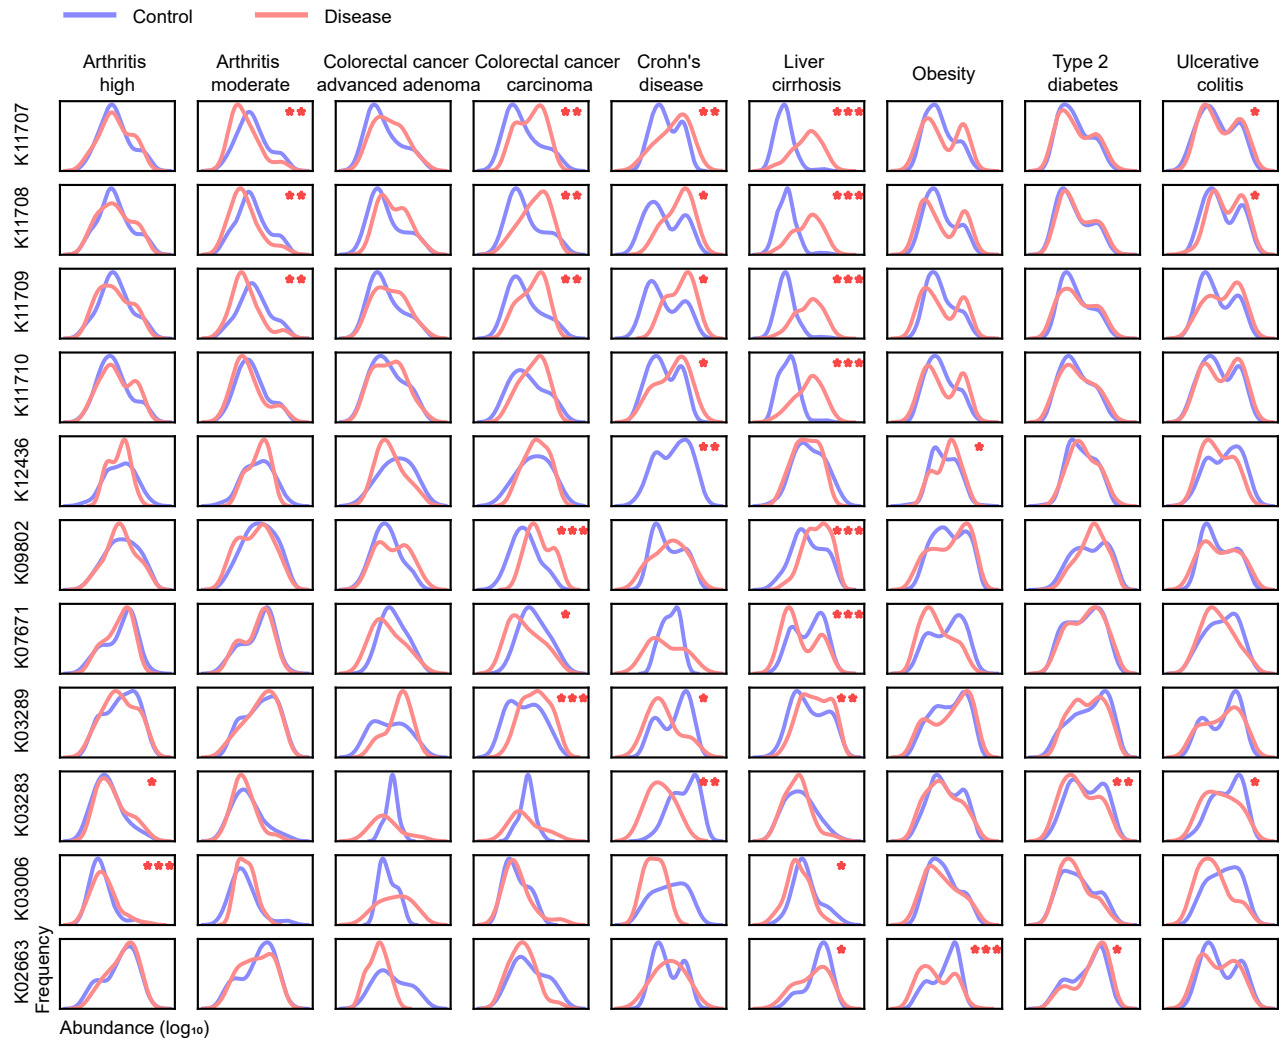 Control Disease
Arthritis high
Arthritis moderate
Colorectal cancer advanced adenoma
Colorectal cancer carcinoma
Crohn's disease
Liver cirrhosis
Obesity
Type 2 diabetes
Ulcerative colitis
K11707
K11708
K11709
K11710
K12436
K09802
K07671
K03289
K03283
K03006
K02663
Frequency
Abundance (log₁₀)